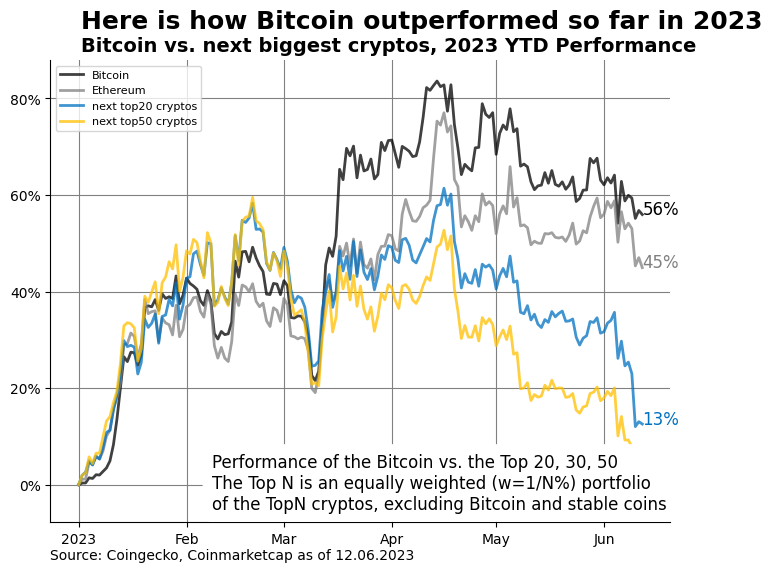 Here is how Bitcoin outperformed so far in 2023
Bitcoin vs. next biggest cryptos, 2023 YTD Performance
Bitcoin
Ethereum
next top20 cryptos
next top50 cryptos
80%
60%
40%
20%
0%
56%
45%
13%
Performance of the Bitcoin vs. the Top 20, 30, 50
The Top N is an equally weighted (w=1/N%) portfolio
of the TopN cryptos, excluding Bitcoin and stable coins
2023 Feb Mar Apr May Jun
Source: Coingecko, Coinmarketcap as of 12.06.2023